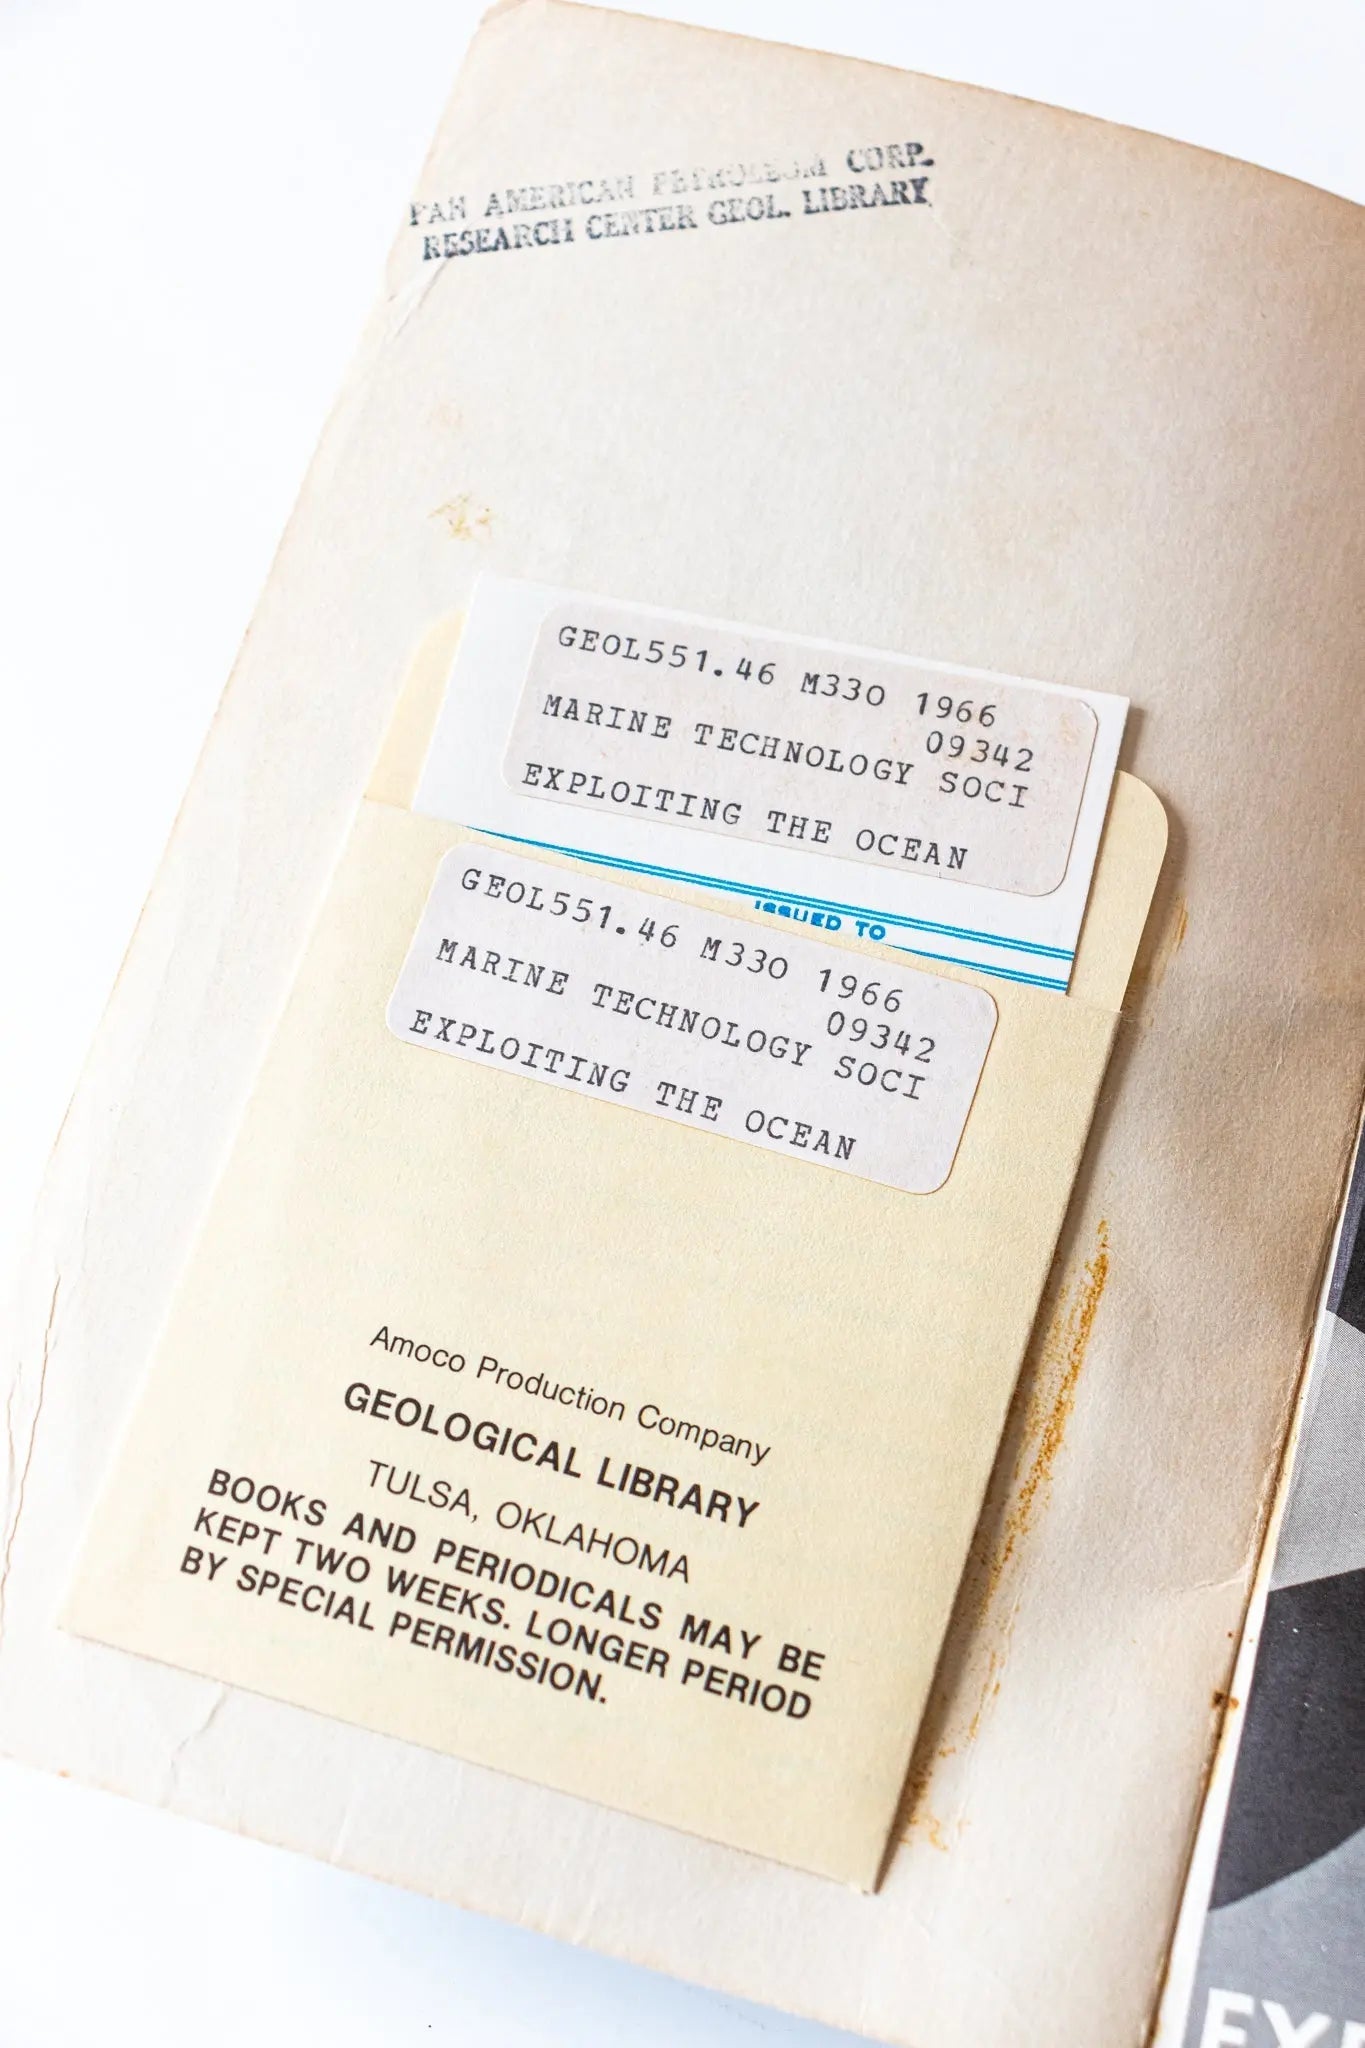 PAN AMERICAN PETROLEUM CORP.
RESEARCH CENTER GEOL. LIBRARY
GEOL551.46 M330 1966
09342
MARINE TECHNOLOGY SOCI
EXPLOITING THE OCEAN
ISSUED TO
GEOL551.46 M330 1966
09342
MARINE TECHNOLOGY SOCI
EXPLOITING THE OCEAN
Amoco Production Company
GEOLOGICAL LIBRARY
TULSA, OKLAHOMA
BOOKS AND PERIODICALS MAY BE
KEPT TWO WEEKS. LONGER PERIOD
BY SPECIAL PERMISSION.